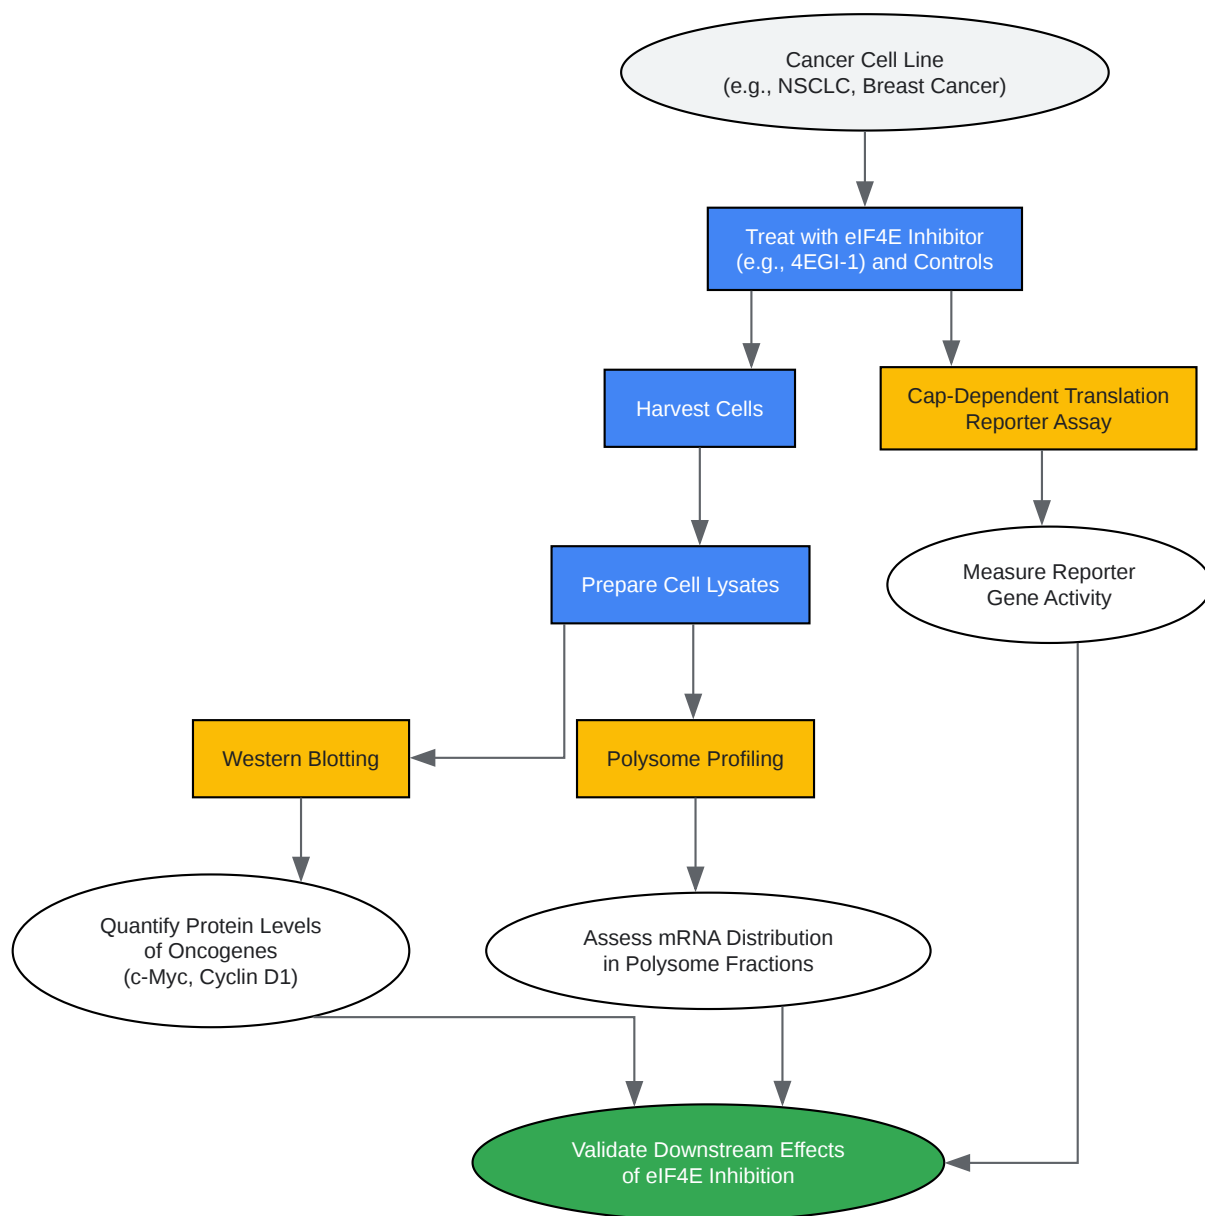 Cancer Cell Line
(e.g., NSCLC, Breast Cancer)
Treat with eIF4E Inhibitor
(e.g., 4EGI-1) and Controls
Harvest Cells
Cap-Dependent Translation
Reporter Assay
Prepare Cell Lysates
Measure Reporter
Gene Activity
Western Blotting
Polysome Profiling
Quantify Protein Levels
of Oncogenes
(c-Myc, Cyclin D1)
Assess mRNA Distribution
in Polysome Fractions
Validate Downstream Effects
of eIF4E Inhibition